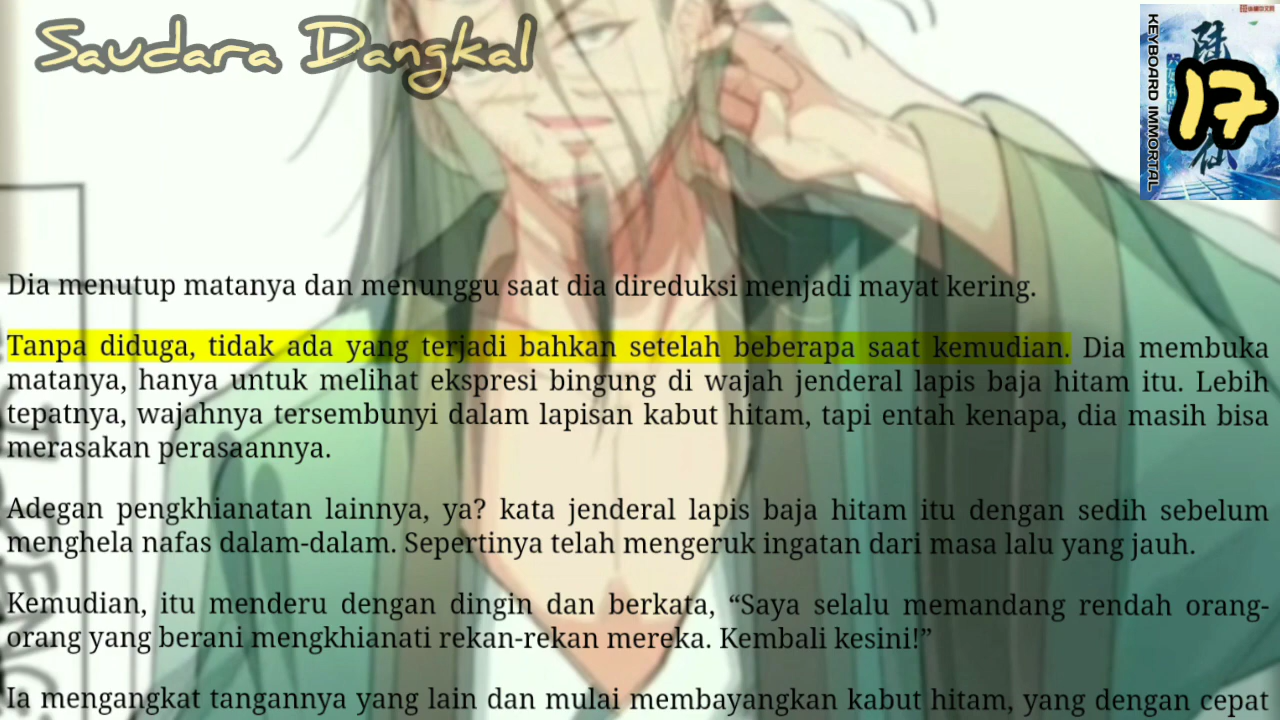 Saudara Dangkal
KEYBOARD IMMORTAL
17
Dia menutup matanya dan menunggu saat dia direduksi menjadi mayat kering.
Tanpa diduga, tidak ada yang terjadi bahkan setelah beberapa saat kemudian. Dia membuka
matanya, hanya untuk melihat ekspresi bingung di wajah jenderal lapis baja hitam itu. Lebih
tepatnya, wajahnya tersembunyi dalam lapisan kabut hitam, tapi entah kenapa, dia masih bisa
merasakan perasaannya.
Adegan pengkhianatan lainnya, ya? kata jenderal lapis baja hitam itu dengan sedih sebelum
menghela nafas dalam-dalam. Sepertinya telah mengeruk ingatan dari masa lalu yang jauh.
Kemudian, itu menderu dengan dingin dan berkata, “Saya selalu memandang rendah orang-
orang yang berani mengkhianati rekan-rekan mereka. Kembali kesini!”
Ia mengangkat tangannya yang lain dan mulai membayangkan kabut hitam, yang dengan cepat